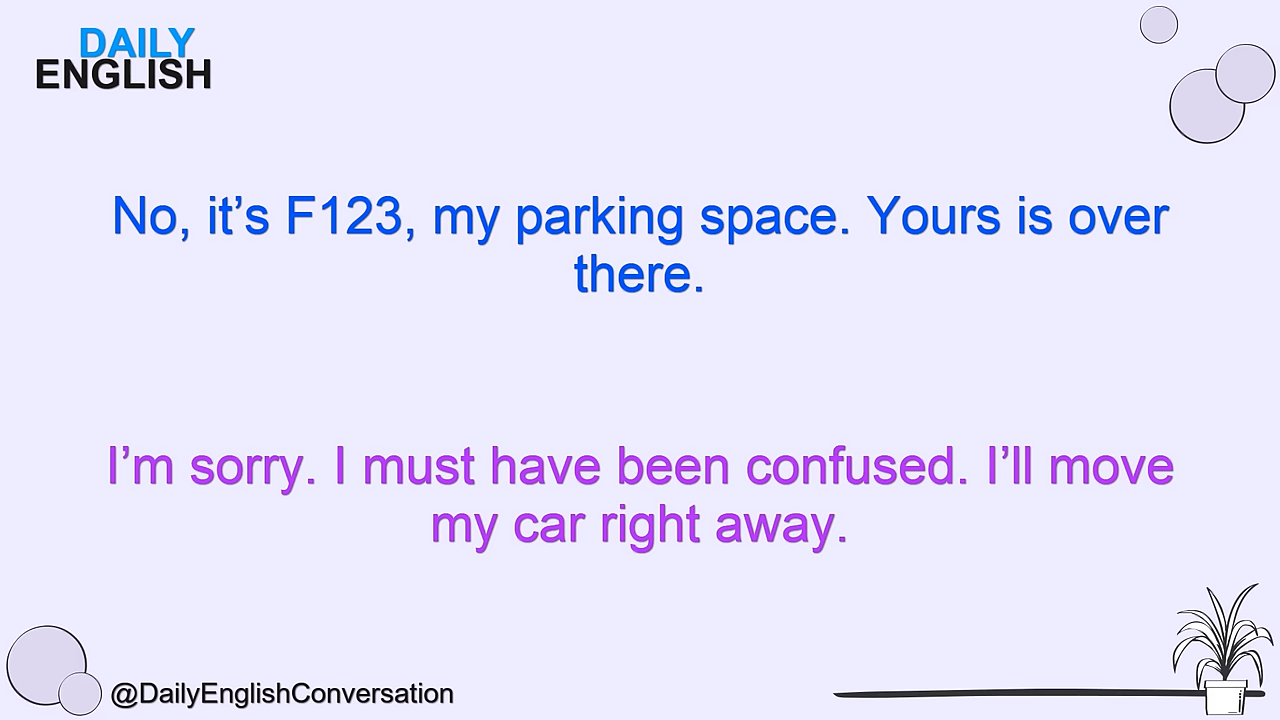 DAILY
ENGLISH
No, it’s F123, my parking space. Yours is over
there.
I’m sorry. I must have been confused. I’ll move
my car right away.
@DailyEnglishConversation